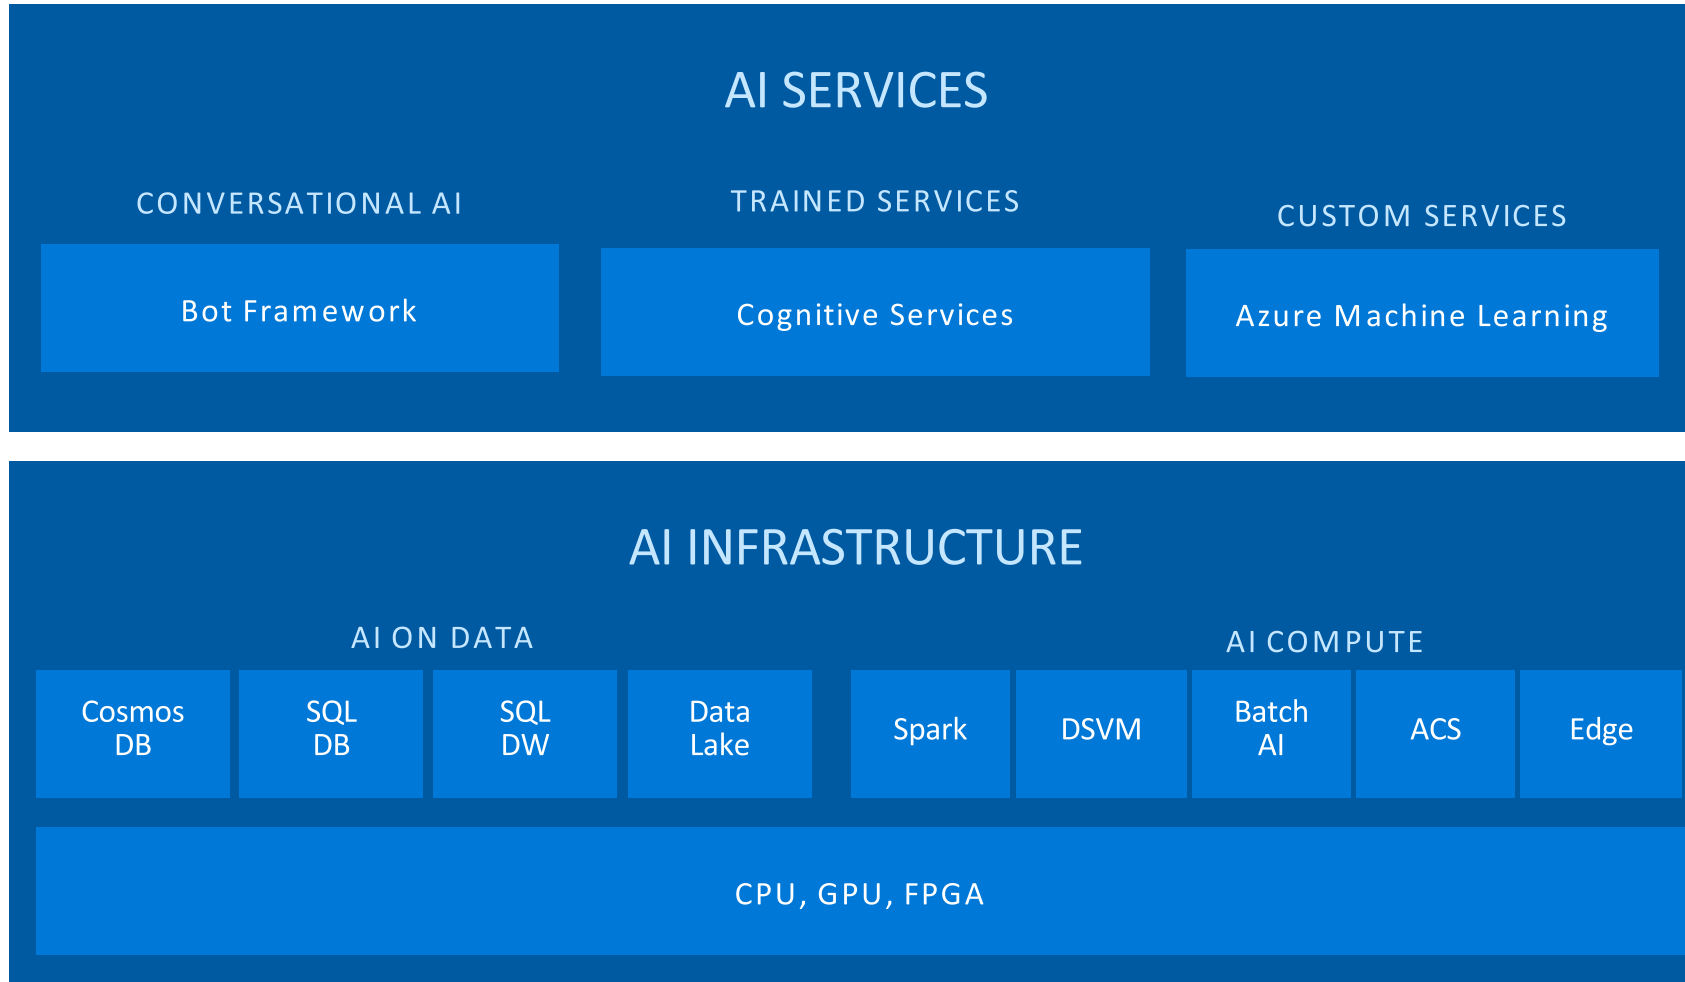 AI SERVICES
CONVERSATIONAL AI
Bot Framework
TRAINED SERVICES
Cognitive Services
CUSTOM SERVICES
Azure Machine Learning
AI INFRASTRUCTURE
AI ON DATA
Cosmos
DB
SQL
DB
SQL
DW
Data
Lake
AI COMPUTE
Spark
DSVM
Batch
AI
ACS
Edge
CPU, GPU, FPGA